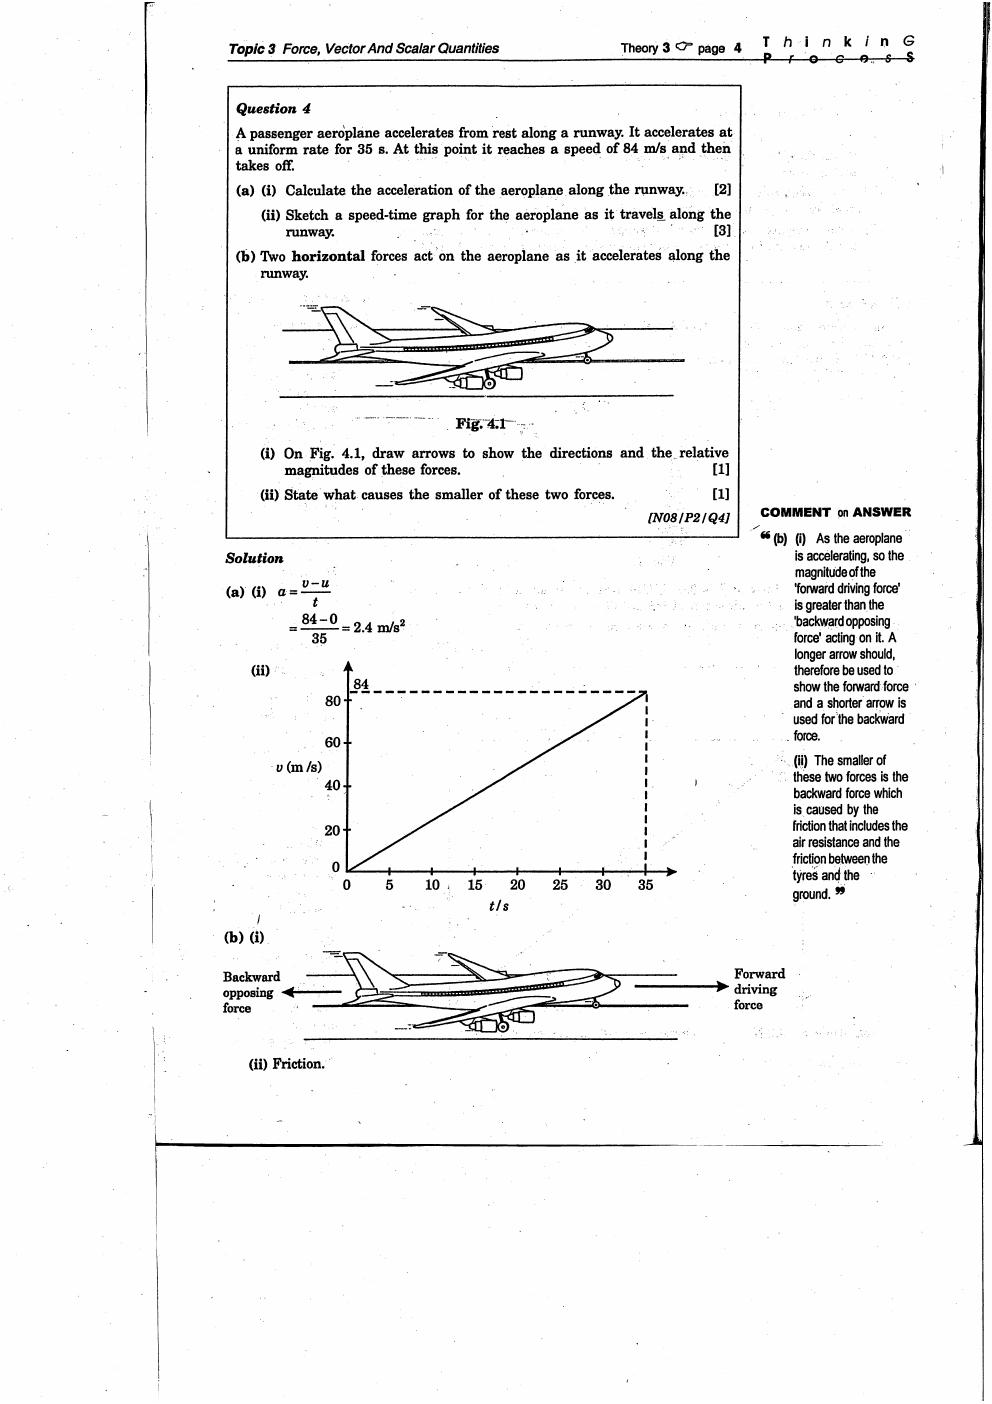 Topic 3 Force, Vector And Scalar Quantities
Theory 3 ☞ page 4
T h i n k i n G
P r o c e s S
Question 4
A passenger aeroplane accelerates from rest along a runway. It accelerates at
a uniform rate for 35 s. At this point it reaches a speed of 84 m/s and then
takes off.
(a) (i) Calculate the acceleration of the aeroplane along the runway. [2]
(ii) Sketch a speed-time graph for the aeroplane as it travels along the
runway. [3]
(b) Two horizontal forces act on the aeroplane as it accelerates along the
runway.
Fig. 4.1
(i) On Fig. 4.1, draw arrows to show the directions and the relative
magnitudes of these forces. [1]
(ii) State what causes the smaller of these two forces. [1]
[N08/P2/Q4]
Solution
(a) (i) a = v – u
t
= 84 – 0
35
= 2.4 m/s²
(ii)
84
80
60
v (m /s)
40
20
0
0 5 10 15 20 25 30 35
t/s
(b) (i)
Backward
opposing
force
Forward
driving
force
(ii) Friction.
COMMENT on ANSWER
❝ (b) (i) As the aeroplane
is accelerating, so the
magnitude of the
'forward driving force'
is greater than the
'backward opposing
force' acting on it. A
longer arrow should,
therefore be used to
show the forward force
and a shorter arrow is
used for the backward
force.
(ii) The smaller of
these two forces is the
backward force which
is caused by the
friction that includes the
air resistance and the
friction between the
tyres and the
ground. ❞